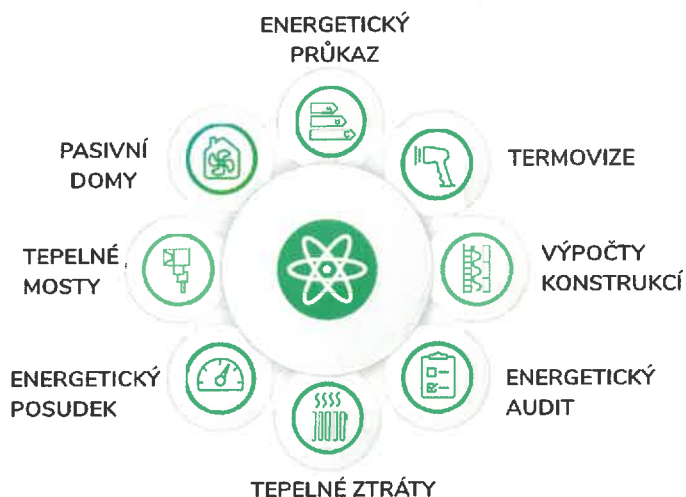 ENERGETICKÝ
PRŮKAZ
TERMOVIZE
VÝPOČTY
KONSTRUKCÍ
ENERGETICKÝ
AUDIT
TEPELNÉ ZTRÁTY
ENERGETICKÝ
POSUDEK
TEPELNÉ
MOSTY
PASIVNÍ
DOMY